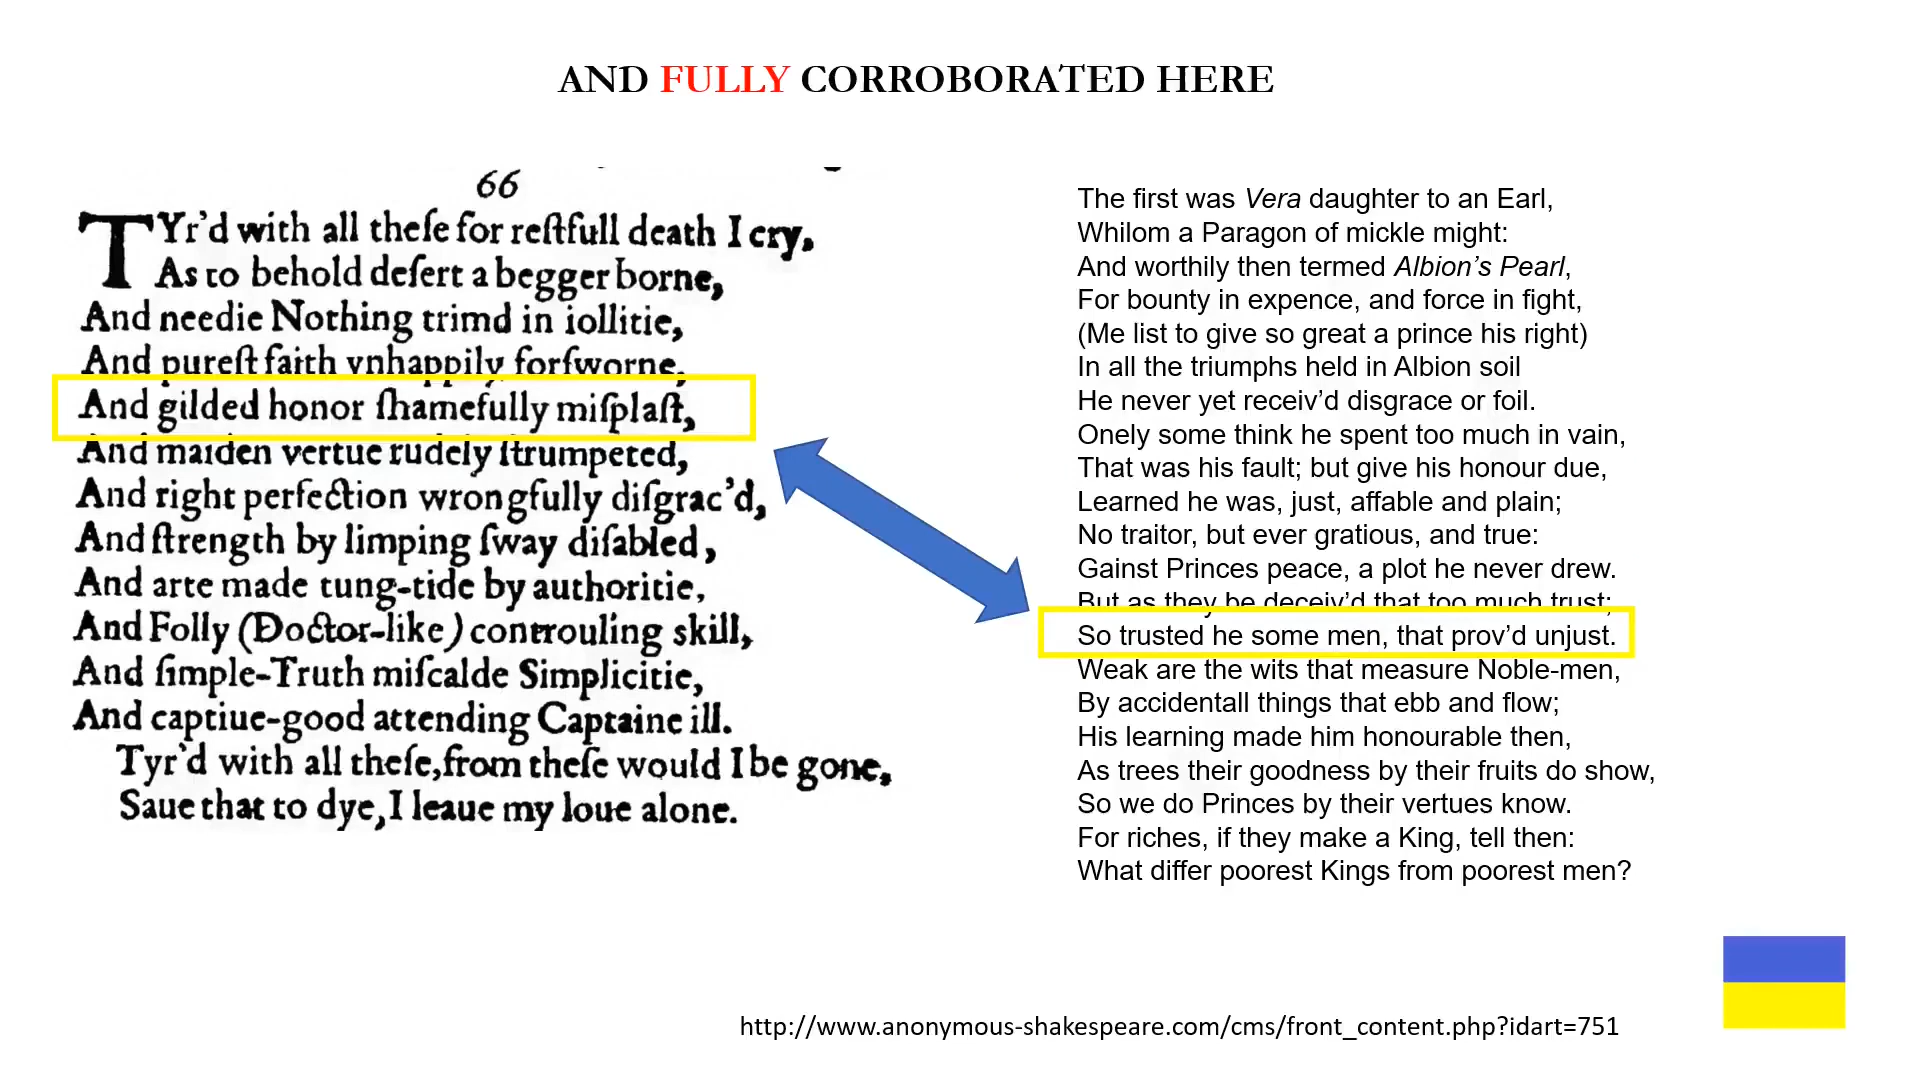 AND FULLY CORROBORATED HERE
66
TYr'd with all theſe for reſtfull death I cry,
As to behold deſert a begger borne,
And needie Nothing trimd in iollitie,
And pureſt faith vnhappily forſworne,
And gilded honor ſhamefully miſplaſt,
And maiden vertue rudely ſtrumpeted,
And right perfection wrongfully diſgrac'd,
And ſtrength by limping ſway diſabled,
And arte made tung-tide by authoritie,
And Folly (Doctor-like) controuling skill,
And ſimple-Truth miſcalde Simplicitie,
And captiue-good attending Captaine ill.
Tyr'd with all theſe, from theſe would I be gone,
Saue that to dye, I leaue my loue alone.
The first was Vera daughter to an Earl,
Whilom a Paragon of mickle might:
And worthily then termed Albion's Pearl,
For bounty in expence, and force in fight,
(Me list to give so great a prince his right)
In all the triumphs held in Albion soil
He never yet receiv'd disgrace or foil.
Onely some think he spent too much in vain,
That was his fault; but give his honour due,
Learned he was, just, affable and plain;
No traitor, but ever gratious, and true:
Gainst Princes peace, a plot he never drew.
But as they be deceiv'd that too much trust;
So trusted he some men, that prov'd unjust.
Weak are the wits that measure Noble-men,
By accidentall things that ebb and flow;
His learning made him honourable then,
As trees their goodness by their fruits do show,
So we do Princes by their vertues know.
For riches, if they make a King, tell then:
What differ poorest Kings from poorest men?
http://www.anonymous-shakespeare.com/cms/front_content.php?idart=751